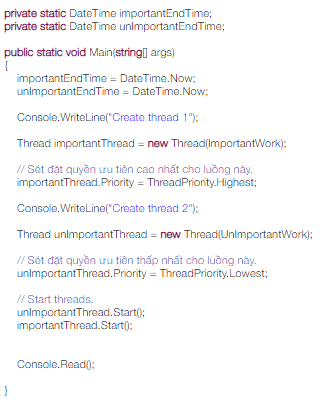 private static DateTime importantEndTime;
private static DateTime unImportantEndTime;
public static void Main(string[] args)
{
importantEndTime = DateTime.Now;
unImportantEndTime = DateTime.Now;
Console.WriteLine("Create thread 1");
Thread importantThread = new Thread(ImportantWork);
// Sét đặt quyền ưu tiên cao nhất cho luồng này.
importantThread.Priority = ThreadPriority.Highest;
Console.WriteLine("Create thread 2");
Thread unImportantThread = new Thread(UnImportantWork);
// Sét đặt quyền ưu tiên thấp nhất cho luồng này.
unImportantThread.Priority = ThreadPriority.Lowest;
// Start threads.
unImportantThread.Start();
importantThread.Start();
Console.Read();
}